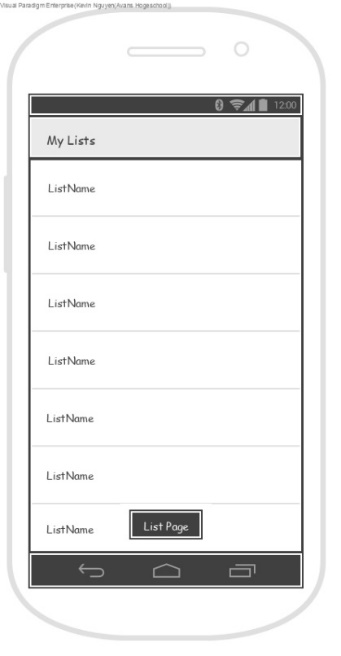 Visual Paradigm Enterprise(Kevin Nguyen(Avans Hogeschool))
12:00
My Lists
ListName
ListName
ListName
ListName
ListName
ListName
ListName
List Page